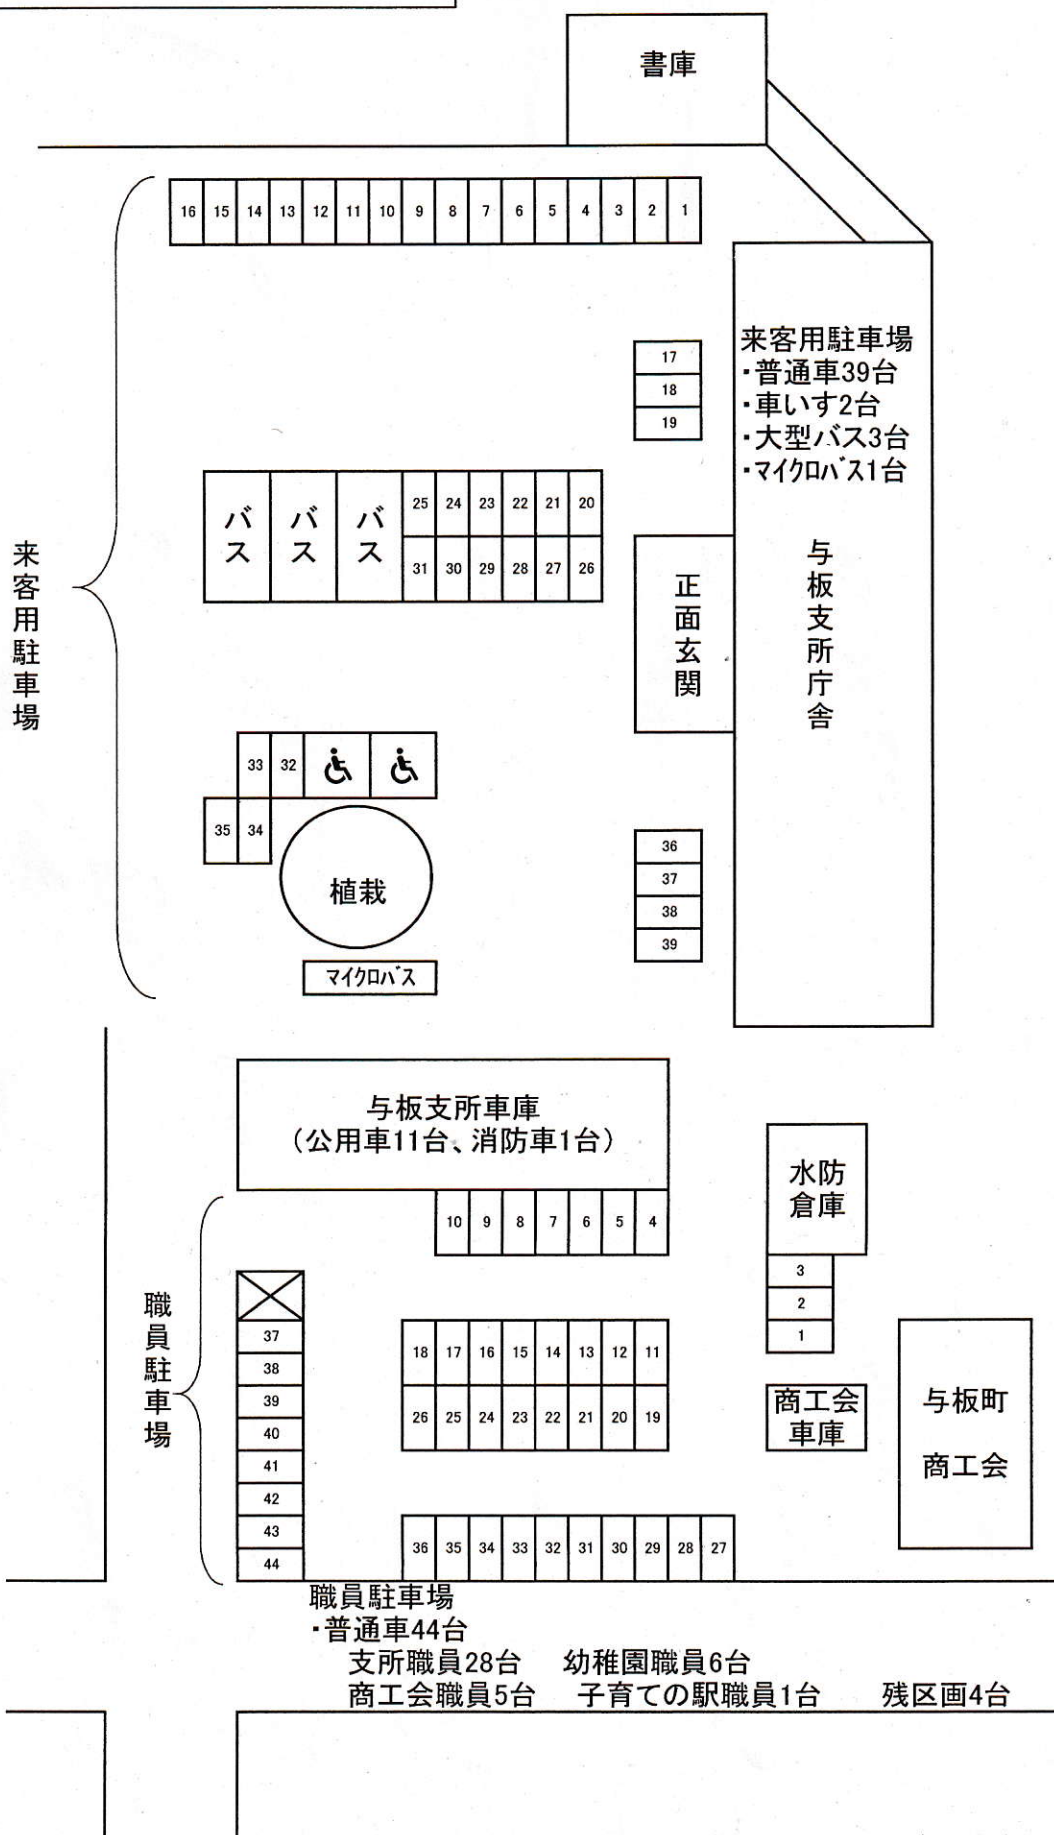 書庫
16 15 14 13 12 11 10 9 8 7 6 5 4 3 2 1
来客用駐車場
・普通車39台
・車いす2台
・大型バス3台
・マイクロバス1台
17
18
19
バス バス バス
25 24 23 22 21 20
31 30 29 28 27 26
来客用駐車場
正面玄関
与板支所庁舎
33 32
35 34
植栽
マイクロバス
36
37
38
39
与板支所車庫
（公用車11台、消防車1台）
水防
倉庫
10 9 8 7 6 5 4
3
2
1
職員駐車場
37
38
39
40
41
42
43
44
18 17 16 15 14 13 12 11
26 25 24 23 22 21 20 19
商工会
車庫
与板町
商工会
36 35 34 33 32 31 30 29 28 27
職員駐車場
・普通車44台
支所職員28台 幼稚園職員6台
商工会職員5台 子育ての駅職員1台 残区画4台